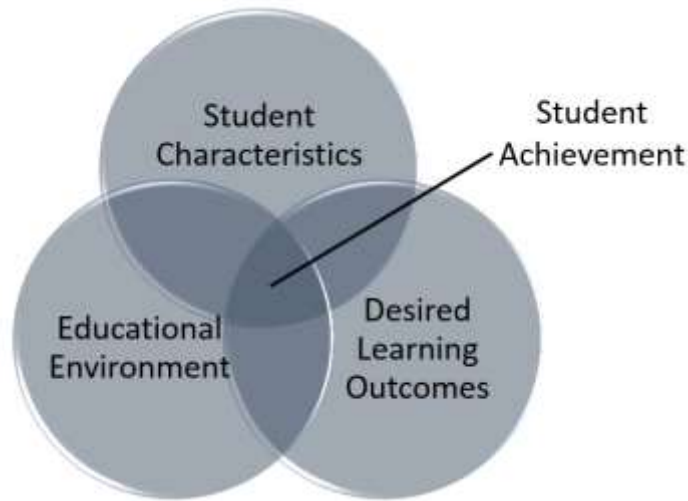 Student
Characteristics
Student
Achievement
Educational
Environment
Desired
Learning
Outcomes